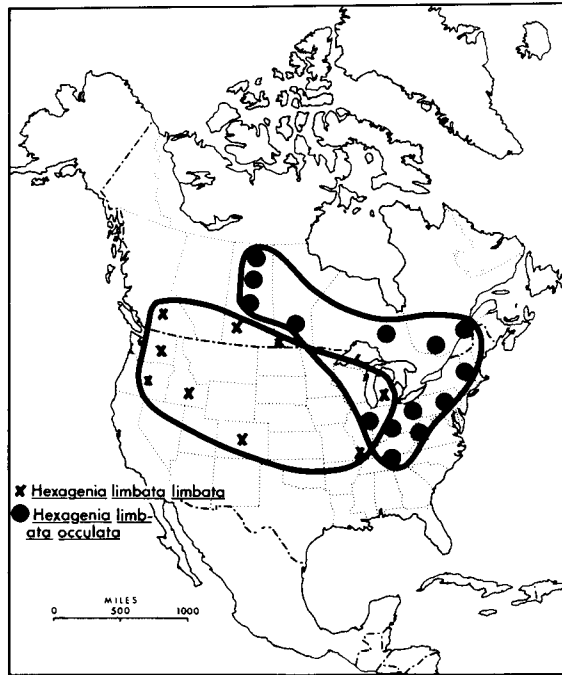 x Hexagenia limbata limbata
● Hexagenia limb-
ata occulata
MILES
0 500 1000